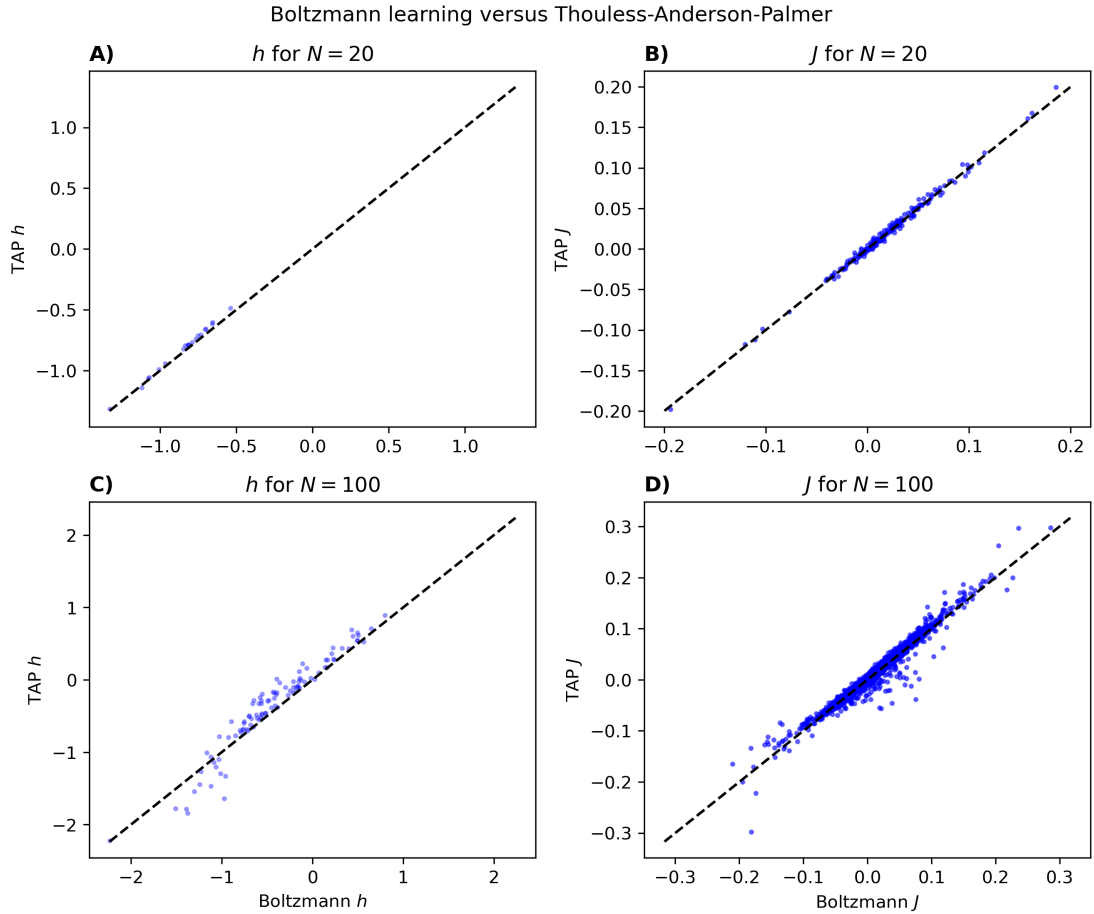 Boltzmann learning versus Thouless-Anderson-Palmer
A) h for N = 20
1.0
0.5
0.0
−0.5
−1.0
TAP h
−1.0 −0.5 0.0 0.5 1.0
B) J for N = 20
0.20
0.15
0.10
0.05
0.00
−0.05
−0.10
−0.15
−0.20
TAP J
−0.2 −0.1 0.0 0.1 0.2
C) h for N = 100
2
1
0
−1
−2
TAP h
−2 −1 0 1 2
Boltzmann h
D) J for N = 100
0.3
0.2
0.1
0.0
−0.1
−0.2
−0.3
TAP J
−0.3 −0.2 −0.1 0.0 0.1 0.2 0.3
Boltzmann J